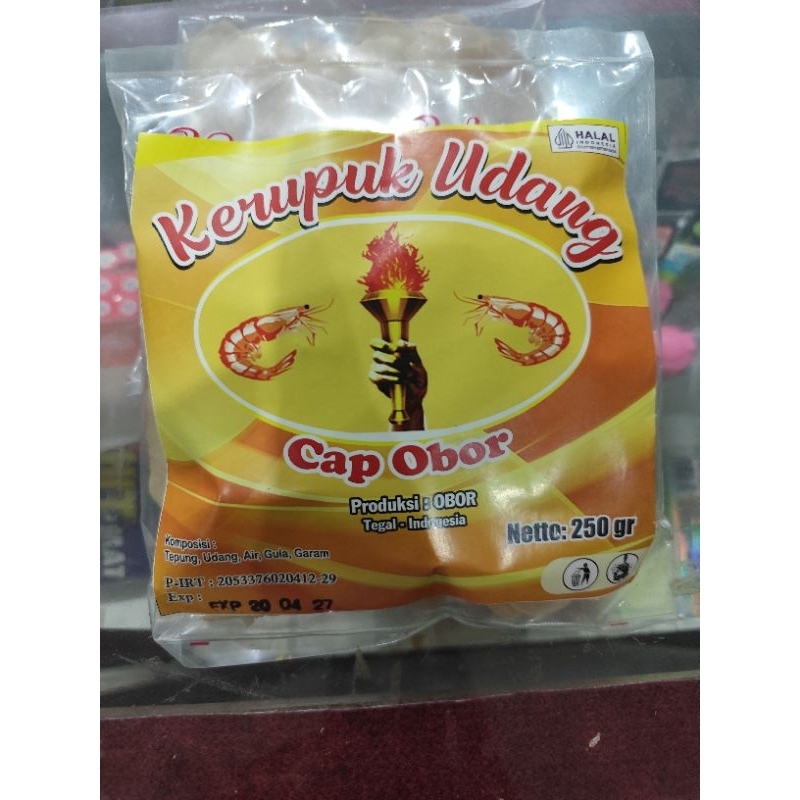 HALAL
INDONESIA
Kerupuk Udang
Cap Obor
Produksi : OBOR
Tegal - Indonesia
Netto: 250 gr
Komposisi :
Tepung, Udang, Air, Gula, Garam
P-IRT : 2053376020412-29
Exp :
EXP 20 04 27